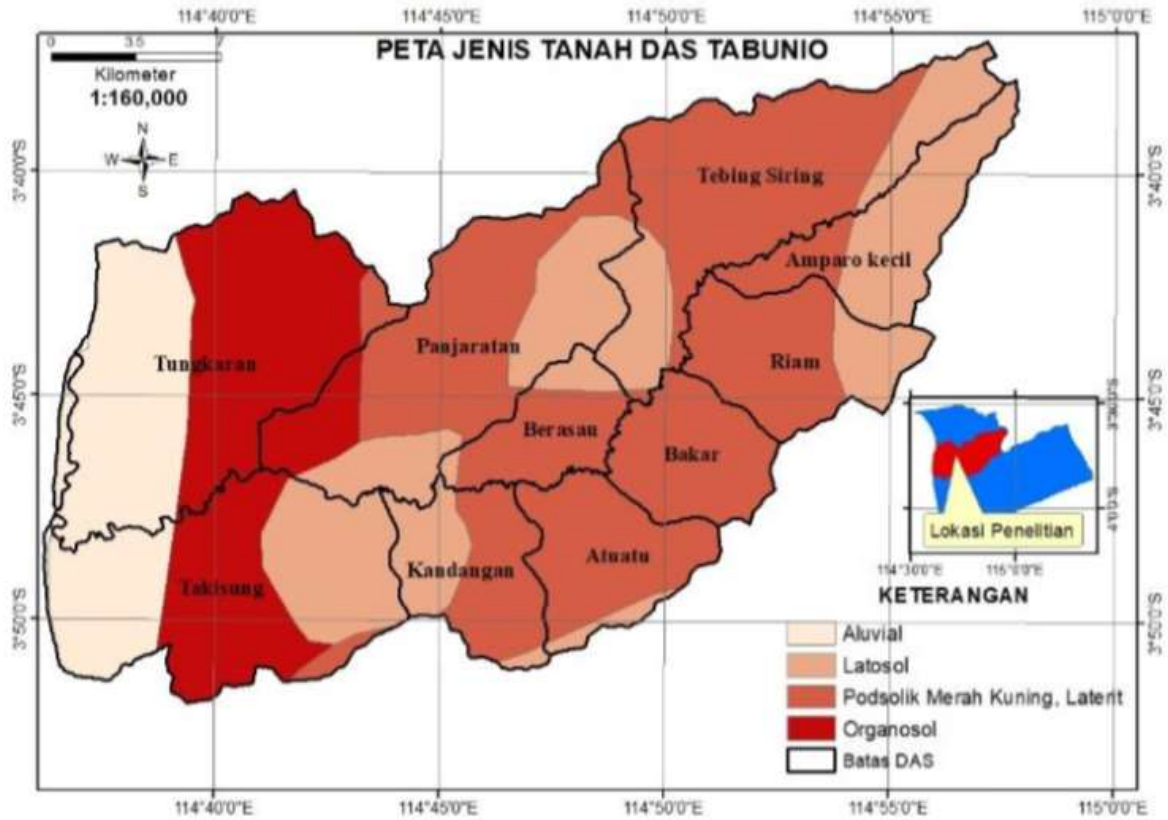 114°40'0"E 114°45'0"E 114°50'0"E 114°55'0"E 115°0'0"E
PETA JENIS TANAH DAS TABUNIO
0 3.5 7
Kilometer
1:160,000
N
W E
S
3°40'0"S 3°40'0"S
Tebing Siring
Amparo kecil
Tungkaran
Panjaratan
Riam
3°45'0"S 3°45'0"S
Berasau
Bakar
Atuatu
Kandangan
Takisung
3°50'0"S 3°50'0"S
Lokasi Penelitian
114°30'0"E 115°0'0"E
KETERANGAN
Aluvial
Latosol
Podsolik Merah Kuning, Laterit
Organosol
Batas DAS
114°40'0"E 114°45'0"E 114°50'0"E 114°55'0"E 115°0'0"E